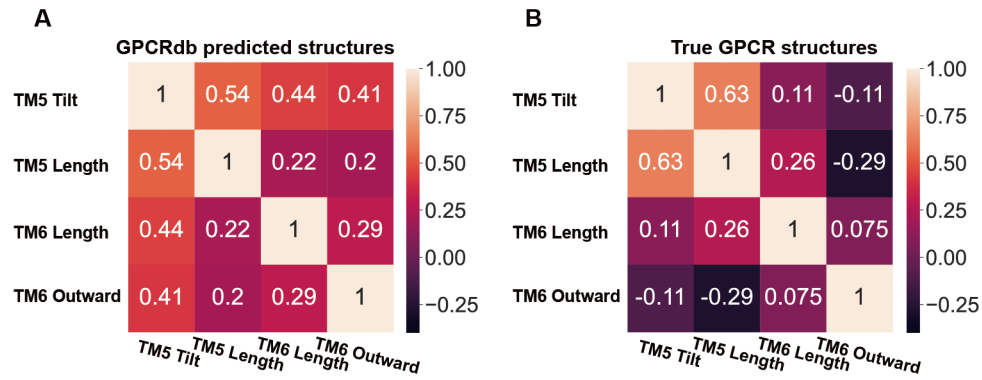 A
B
GPCRdb predicted structures
True GPCR structures
TM5 Tilt
1
0.54
0.44
0.41
TM5 Length
0.54
1
0.22
0.2
TM6 Length
0.44
0.22
1
0.29
TM6 Outward
0.41
0.2
0.29
1
TM5 Tilt
TM5 Length
TM6 Length
TM6 Outward
1.00
0.75
0.50
0.25
0.00
−0.25
TM5 Tilt
1
0.63
0.11
-0.11
TM5 Length
0.63
1
0.26
-0.29
TM6 Length
0.11
0.26
1
0.075
TM6 Outward
-0.11
-0.29
0.075
1
TM5 Tilt
TM5 Length
TM6 Length
TM6 Outward
1.00
0.75
0.50
0.25
0.00
−0.25